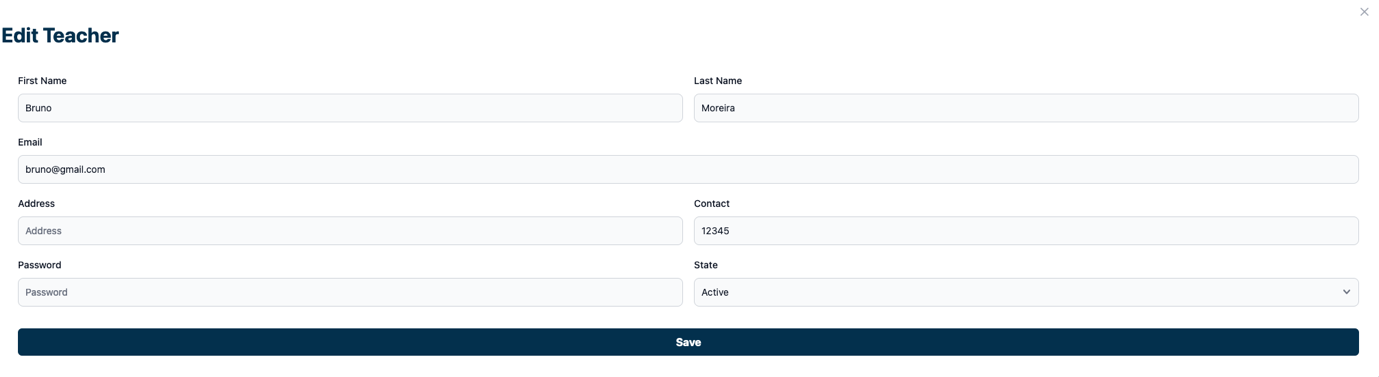 Edit Teacher
First Name
Last Name
Bruno
Moreira
Email
bruno@gmail.com
Address
Contact
Address
12345
Password
State
Password
Active
Save